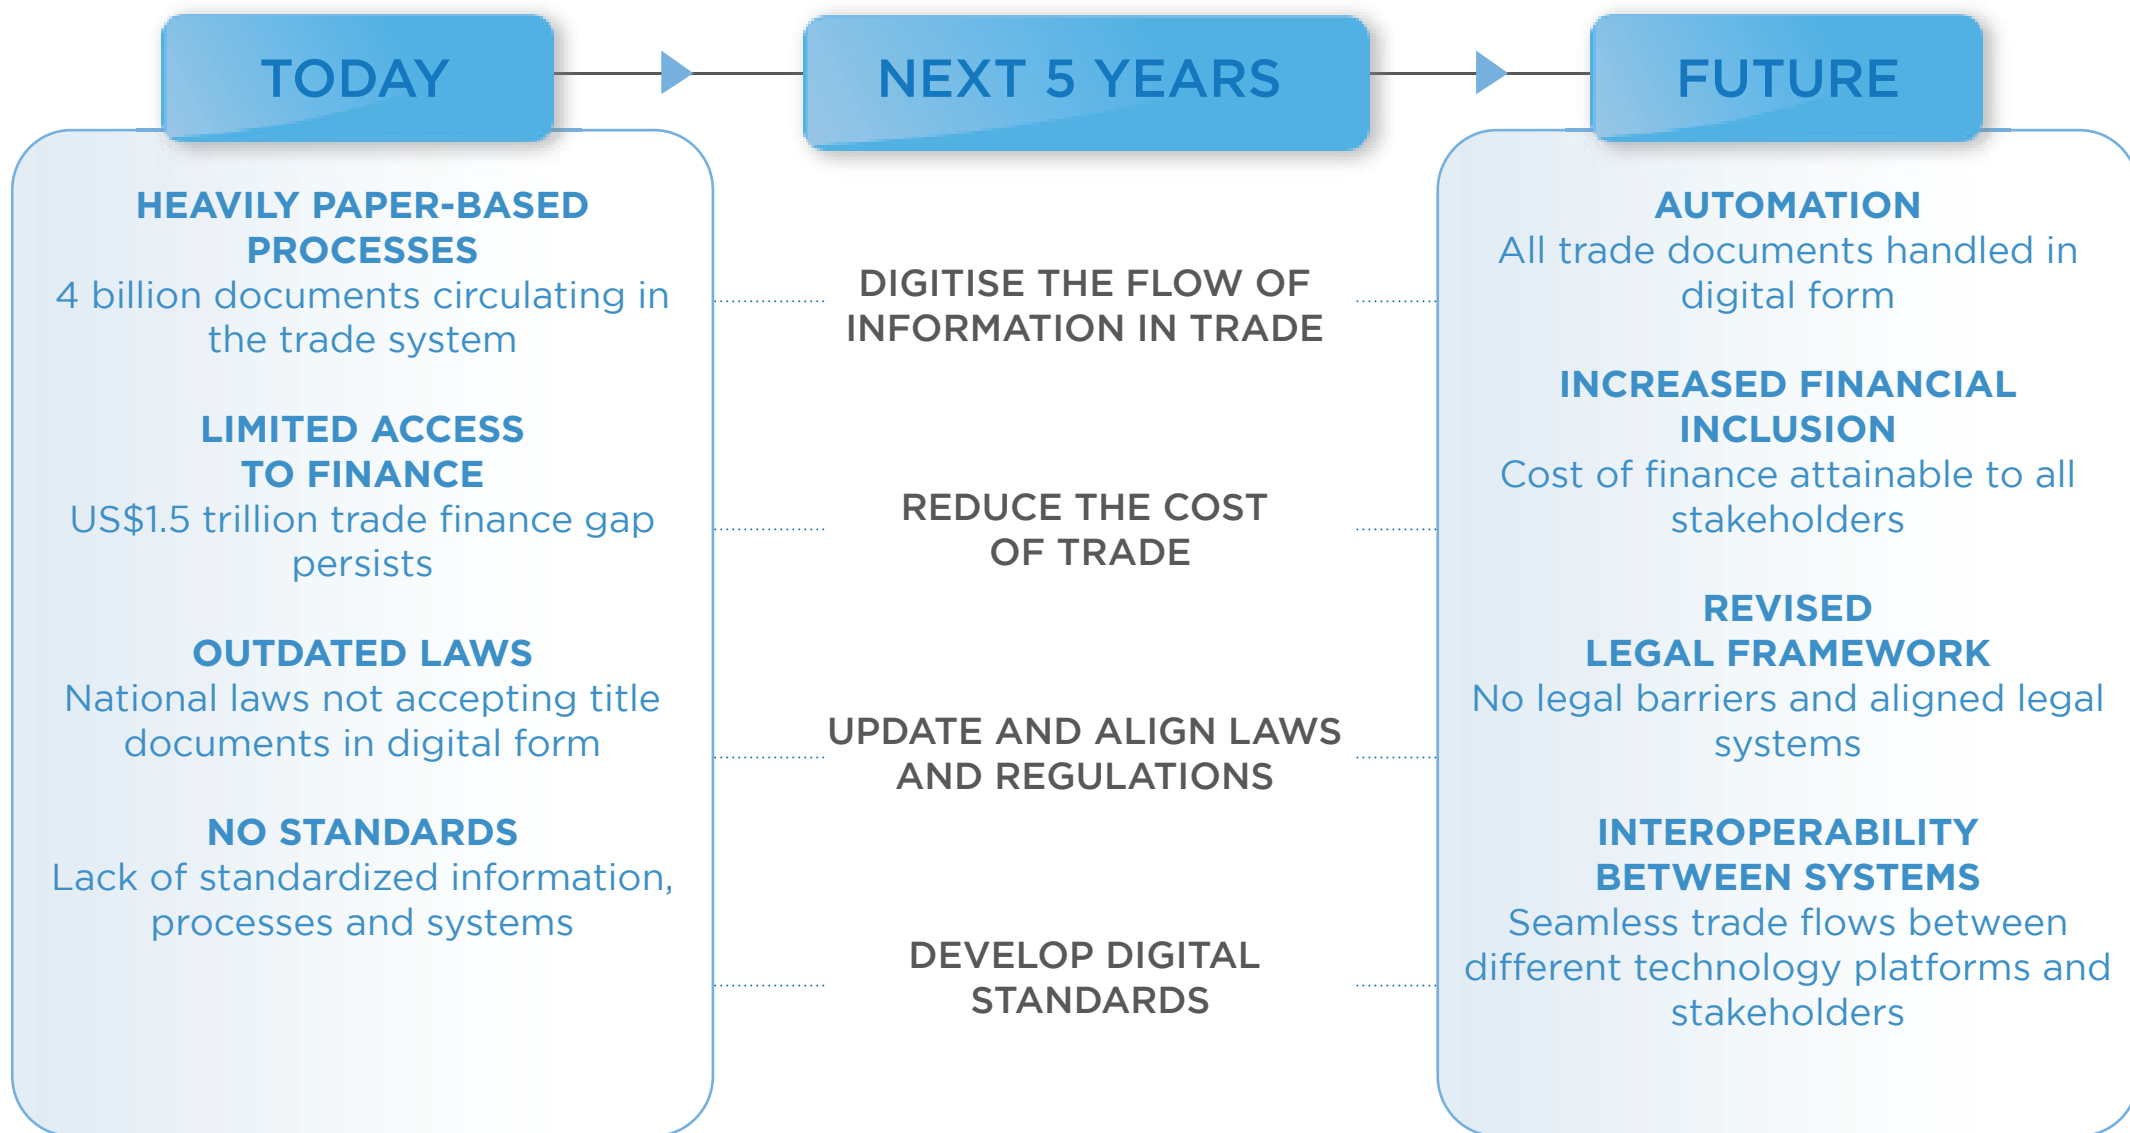 TODAY
HEAVILY PAPER-BASED
PROCESSES
4 billion documents circulating in
the trade system
LIMITED ACCESS
TO FINANCE
US$1.5 trillion trade finance gap
persists
OUTDATED LAWS
National laws not accepting title
documents in digital form
NO STANDARDS
Lack of standardized information,
processes and systems
NEXT 5 YEARS
DIGITISE THE FLOW OF
INFORMATION IN TRADE
REDUCE THE COST
OF TRADE
UPDATE AND ALIGN LAWS
AND REGULATIONS
DEVELOP DIGITAL
STANDARDS
FUTURE
AUTOMATION
All trade documents handled in
digital form
INCREASED FINANCIAL
INCLUSION
Cost of finance attainable to all
stakeholders
REVISED
LEGAL FRAMEWORK
No legal barriers and aligned legal
systems
INTEROPERABILITY
BETWEEN SYSTEMS
Seamless trade flows between
different technology platforms and
stakeholders